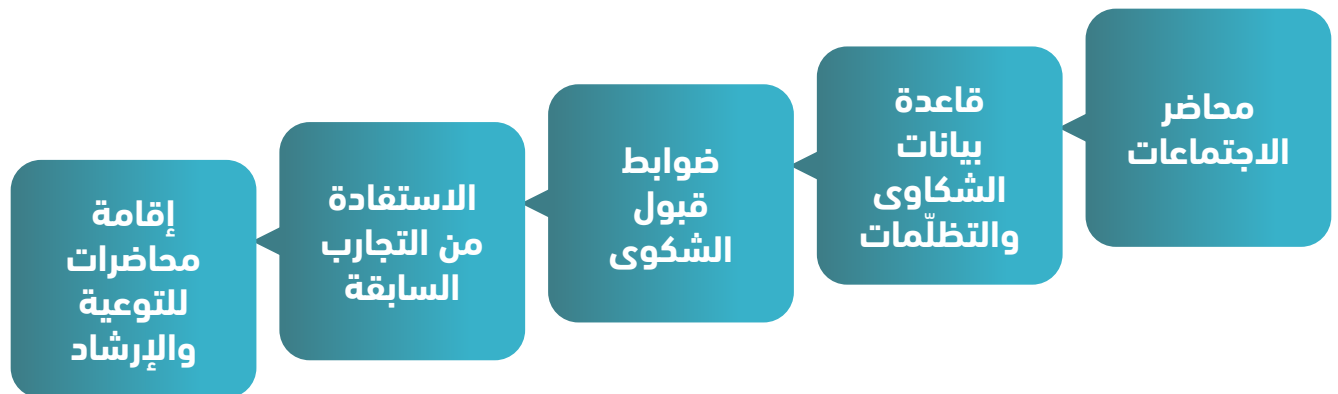 محاضر
الاجتماعات
قاعدة
بيانات
الشكاوى
والتظلّمات
ضوابط
قبول
الشكوى
الاستفادة
من التجارب
السابقة
إقامة
محاضرات
للتوعية
والإرشاد